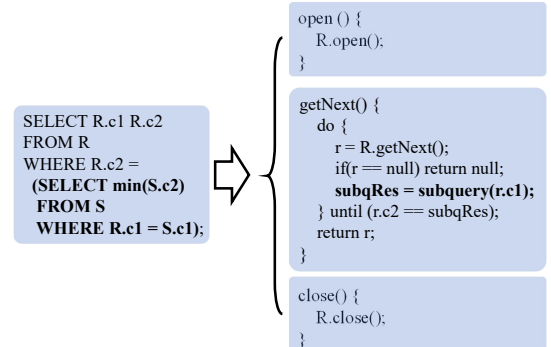 SELECT R.c1 R.c2
FROM R
WHERE R.c2 =
(SELECT min(S.c2)
FROM S
WHERE R.c1 = S.c1);
open () {
R.open();
}
getNext() {
do {
r = R.getNext();
if(r == null) return null;
subqRes = subquery(r.c1);
} until (r.c2 == subqRes);
return r;
}
close() {
R.close();
}